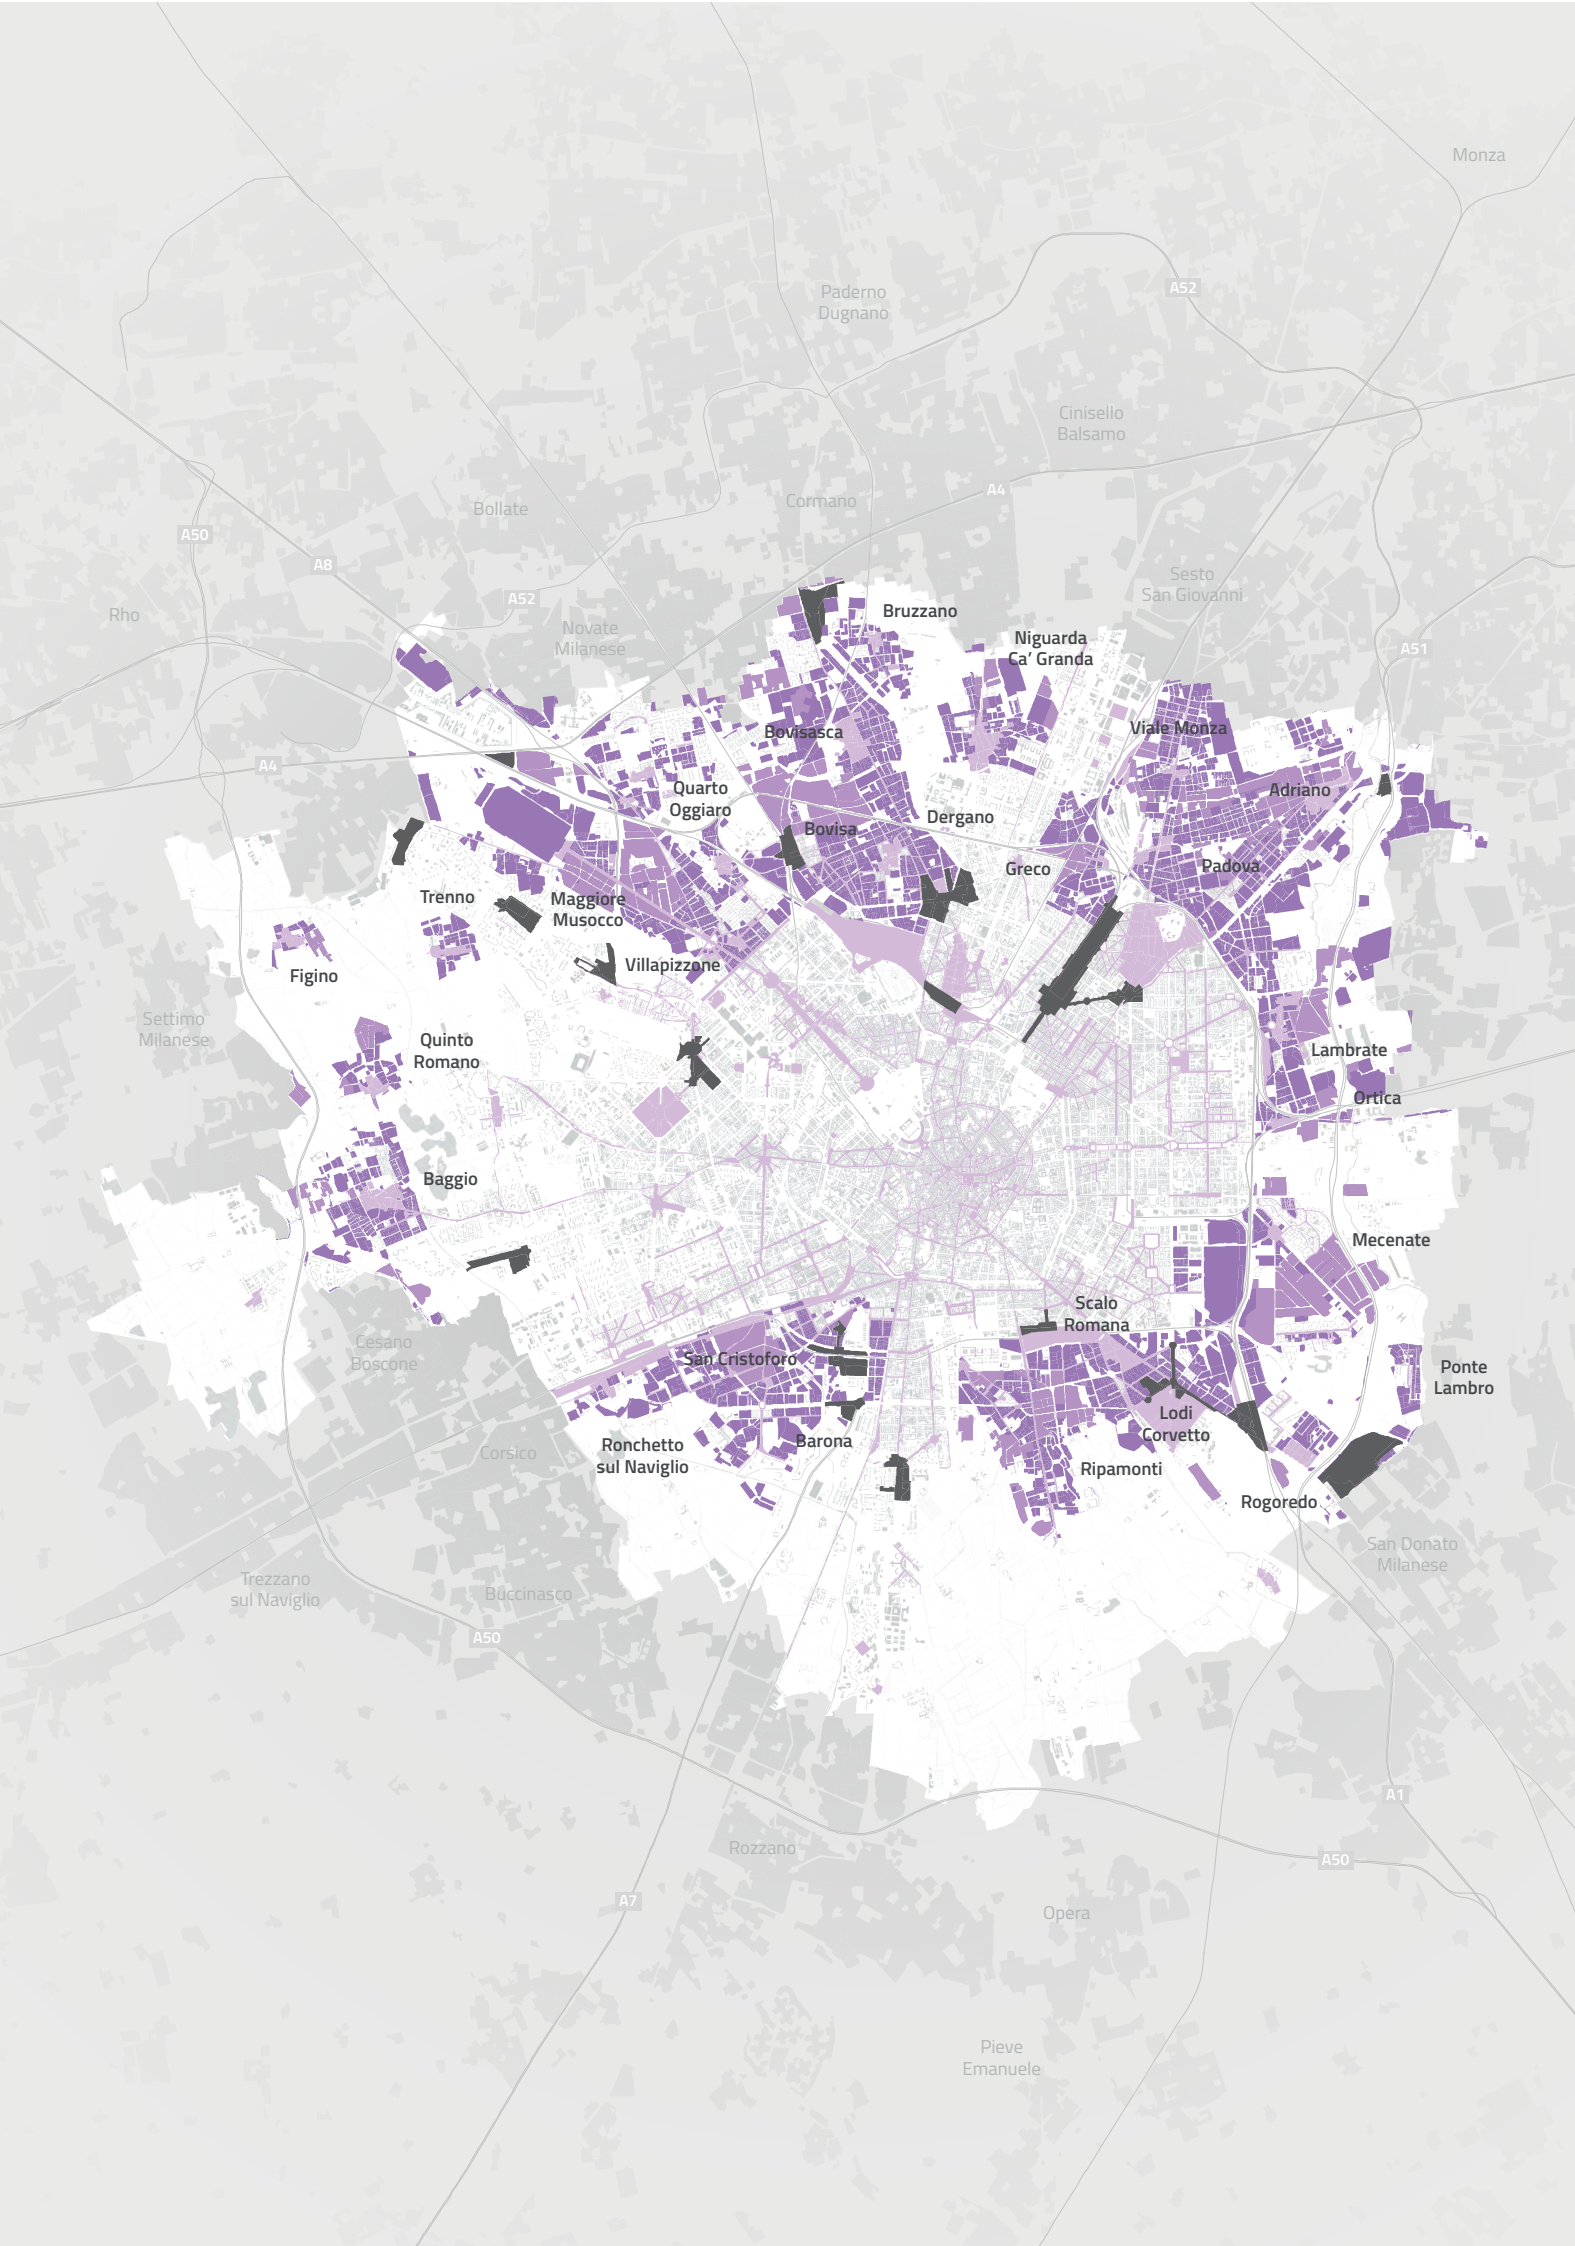 Monza
A52
Paderno
Dugnano
Cinisello
Balsamo
A4
Cormano
Bollate
A50
A8
Sesto
San Giovanni
A52
Rho
Novate
Milanese
Bruzzano
Niguarda
Ca’ Granda
A51
Viale Monza
Bovisasca
A4
Quarto
Oggiaro
Adriano
Dergano
Bovisa
Greco
Padova
Trenno
Maggiore
Musocco
Villapizzone
Figino
Settimo
Milanese
Quinto
Romano
Lambrate
Ortica
Baggio
Mecenate
Scalo
Romana
Cesano
Boscone
San Cristoforo
Ponte
Lambro
Lodi
Corvetto
Barona
Ronchetto
sul Naviglio
Corsico
Ripamonti
Rogoredo
San Donato
Milanese
Trezzano
sul Naviglio
Buccinasco
A50
A1
Rozzano
A50
A7
Opera
Pieve
Emanuele